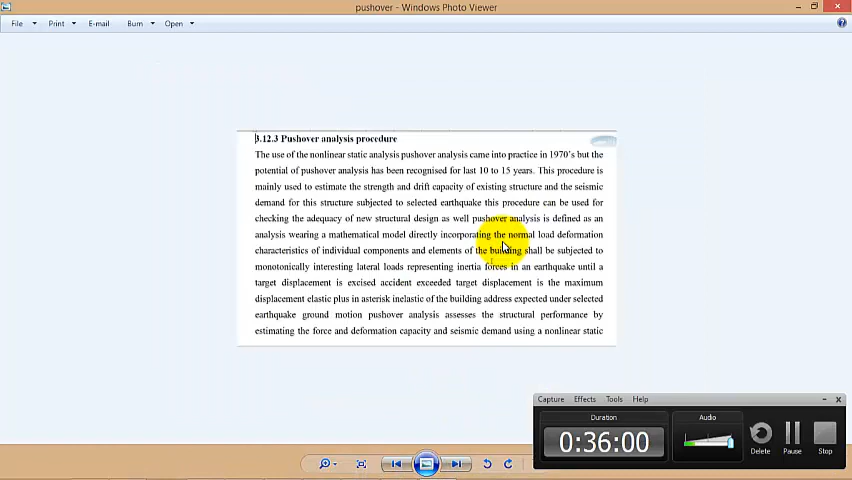 pushover - Windows Photo Viewer
File Print E-mail Burn Open
3.12.3 Pushover analysis procedure
The use of the nonlinear static analysis pushover analysis came into practice in 1970's but the
potential of pushover analysis has been recognised for last 10 to 15 years. This procedure is
mainly used to estimate the strength and drift capacity of existing structure and the seismic
demand for this structure subjected to selected earthquake this procedure can be used for
checking the adequacy of new structural design as well pushover analysis is defined as an
analysis wearing a mathematical model directly incorporating the normal load deformation
characteristics of individual components and elements of the building shall be subjected to
monotonically interesting lateral loads representing inertia forces in an earthquake until a
target displacement is excised accident exceeded target displacement is the maximum
displacement elastic plus in asterisk inelastic of the building address expected under selected
earthquake ground motion pushover analysis assesses the structural performance by
estimating the force and deformation capacity and seismic demand using a nonlinear static
Capture Effects Tools Help
Duration
Audio
0:36:00
Delete Pause Stop